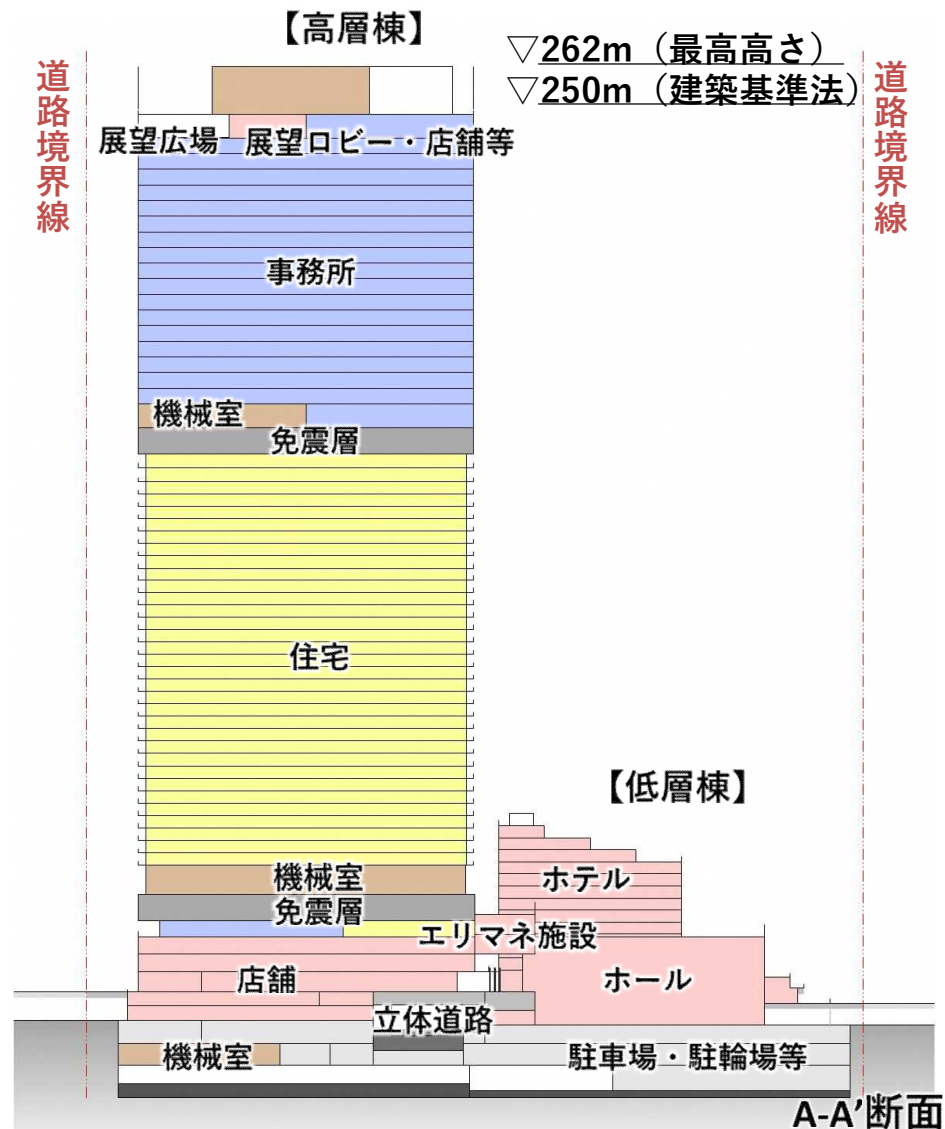 【高層棟】
▽262m（最高高さ）
▽250m（建築基準法）
道路境界線
道路境界線
展望広場
展望ロビー・店舗等
事務所
機械室
免震層
住宅
【低層棟】
機械室
免震層
ホテル
エリマネ施設
店舗
ホール
立体道路
機械室
駐車場・駐輪場等
A-A’断面